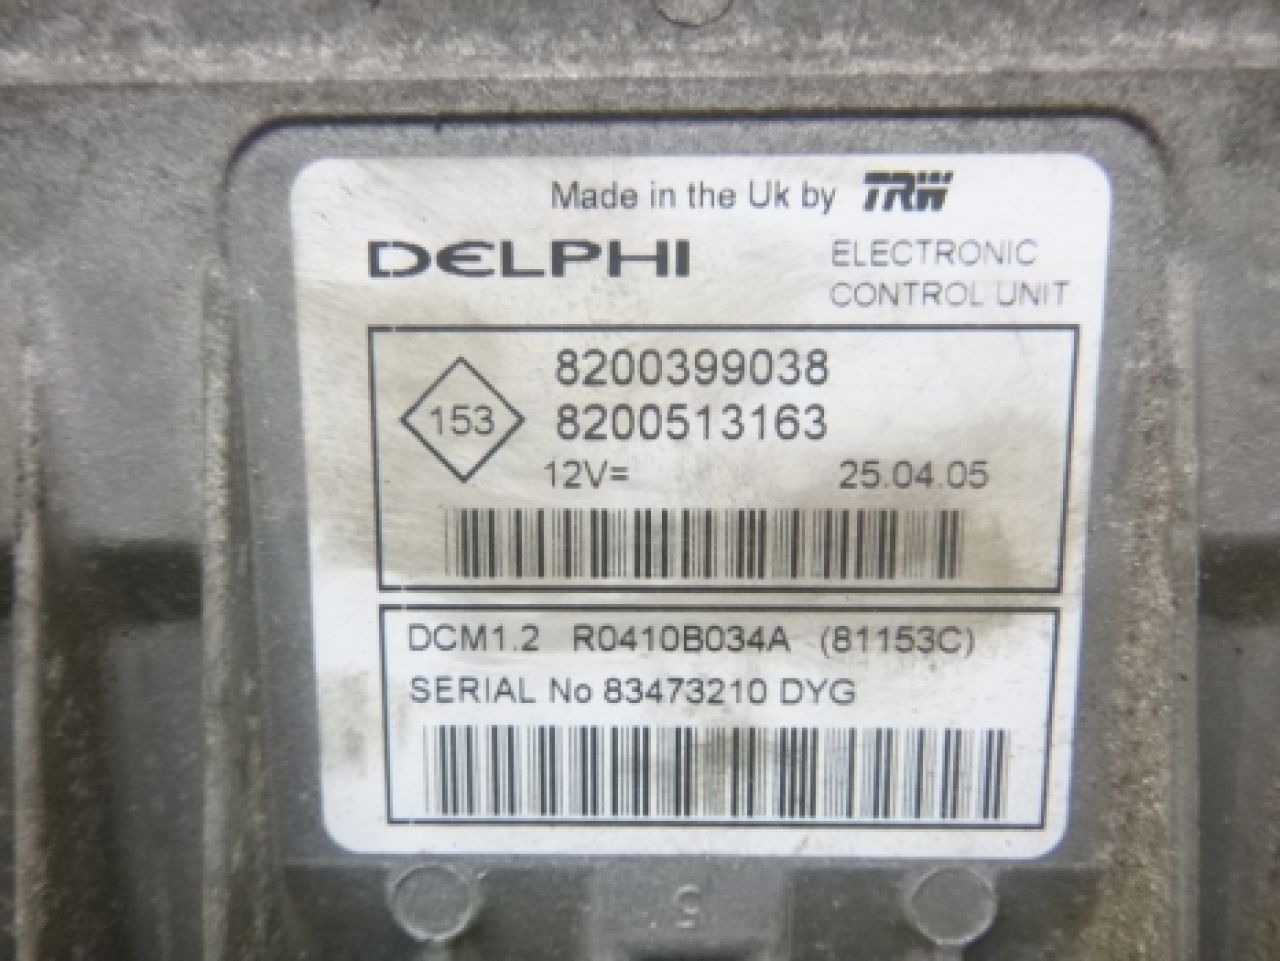 Made in the Uk by TRW
DELPHI
ELECTRONIC
CONTROL UNIT
153
8200399038
8200513163
12V=
25.04.05
DCM1.2 R0410B034A (81153C)
SERIAL No 83473210 DYG